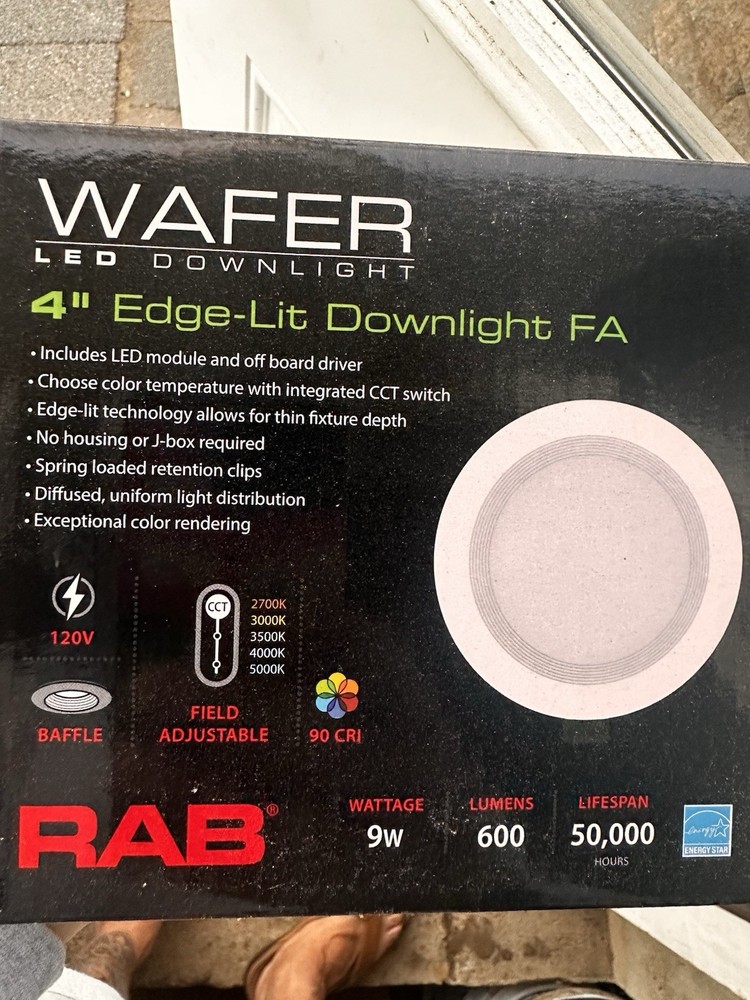 WAFER
LED DOWNLIGHT
4" Edge-Lit Downlight FA
• Includes LED module and off board driver
• Choose color temperature with integrated CCT switch
• Edge-lit technology allows for thin fixture depth
• No housing or J-box required
• Spring loaded retention clips
• Diffused, uniform light distribution
• Exceptional color rendering
120V
BAFFLE
CCT
2700K
3000K
3500K
4000K
5000K
FIELD
ADJUSTABLE
90 CRI
RAB®
WATTAGE
9W
LUMENS
600
LIFESPAN
50,000
HOURS
energy
ENERGY STAR